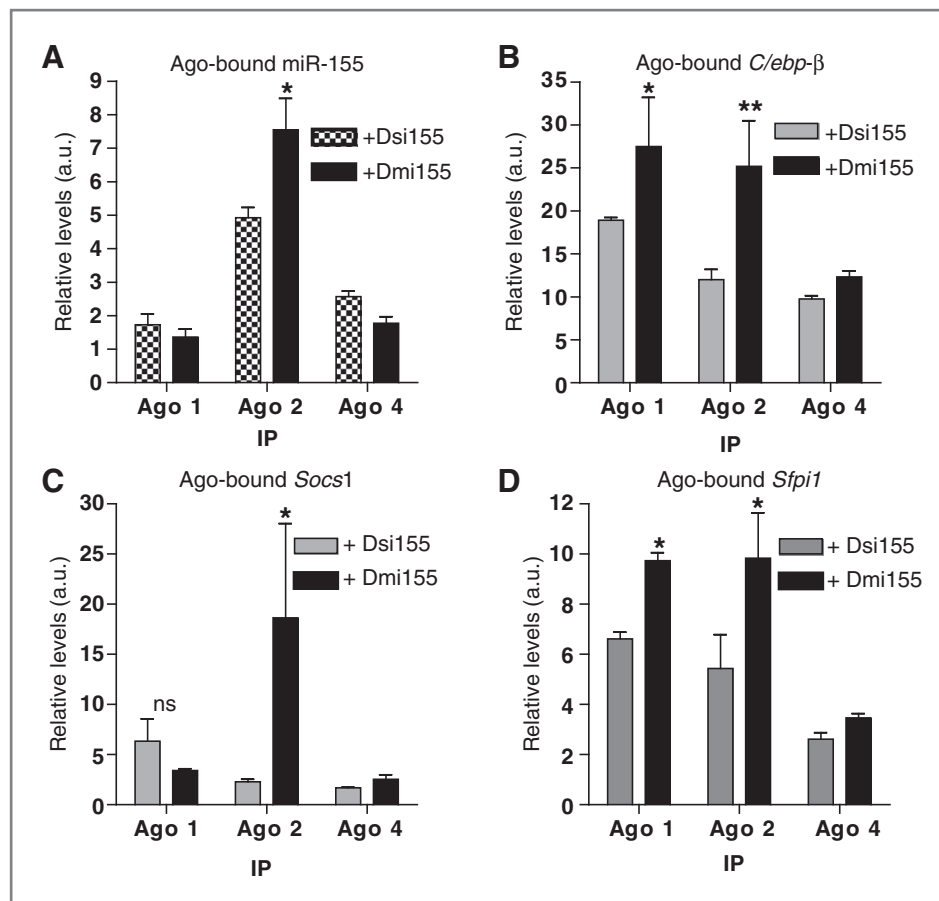 A
Ago-bound miR-155
Relative levels (a.u.)
9
8
7
6
5
4
3
2
1
0
*
+Dsi155
+Dmi155
Ago 1 Ago 2 Ago 4
IP
B
Ago-bound C/ebp-β
Relative levels (a.u.)
35
30
25
20
15
10
5
0
* **
+Dsi155
+Dmi155
Ago 1 Ago 2 Ago 4
IP
C
Ago-bound Socs1
Relative levels (a.u.)
30
25
20
15
10
5
0
ns *
+ Dsi155
+ Dmi155
Ago 1 Ago 2 Ago 4
IP
D
Ago-bound Sfpi1
Relative levels (a.u.)
12
10
8
6
4
2
0
* *
+ Dsi155
+ Dmi155
Ago 1 Ago 2 Ago 4
IP